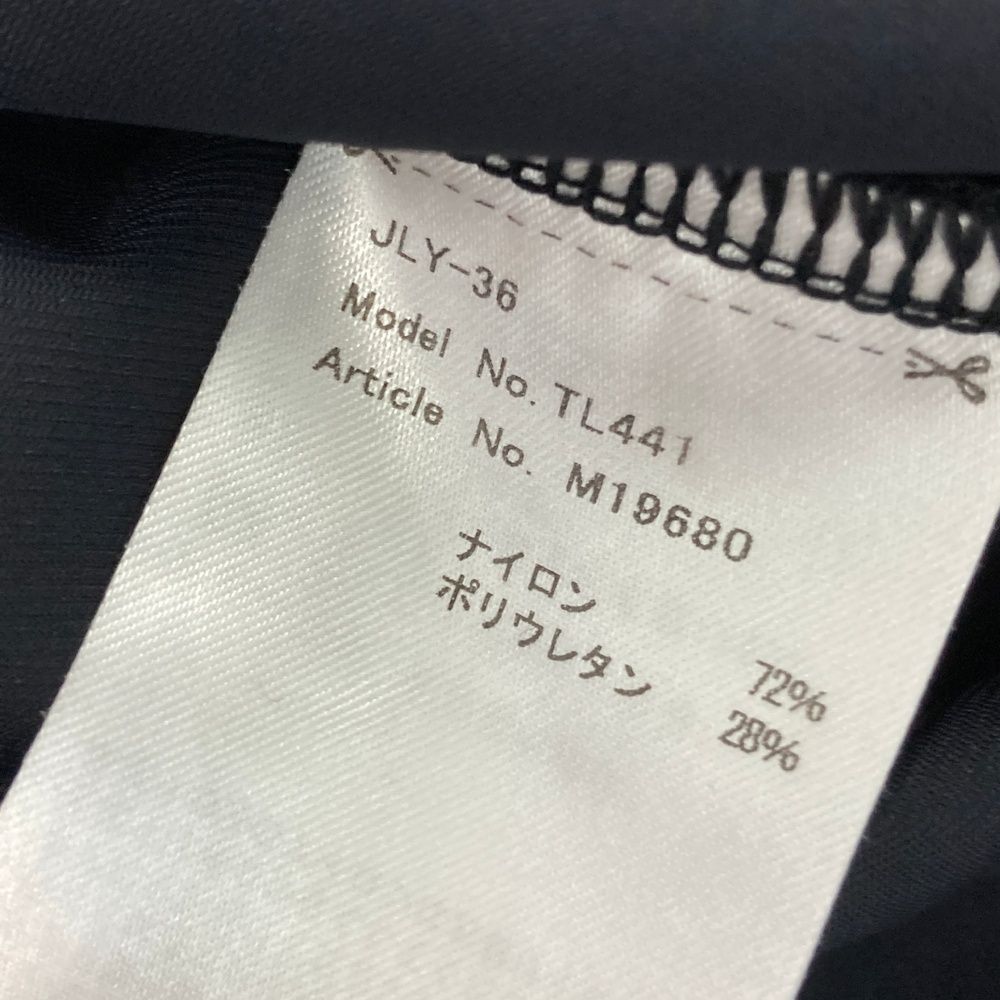 JLY-36
Model No. TL441
Article No. M19680
ナイロン 72%
ポリウレタン 28%